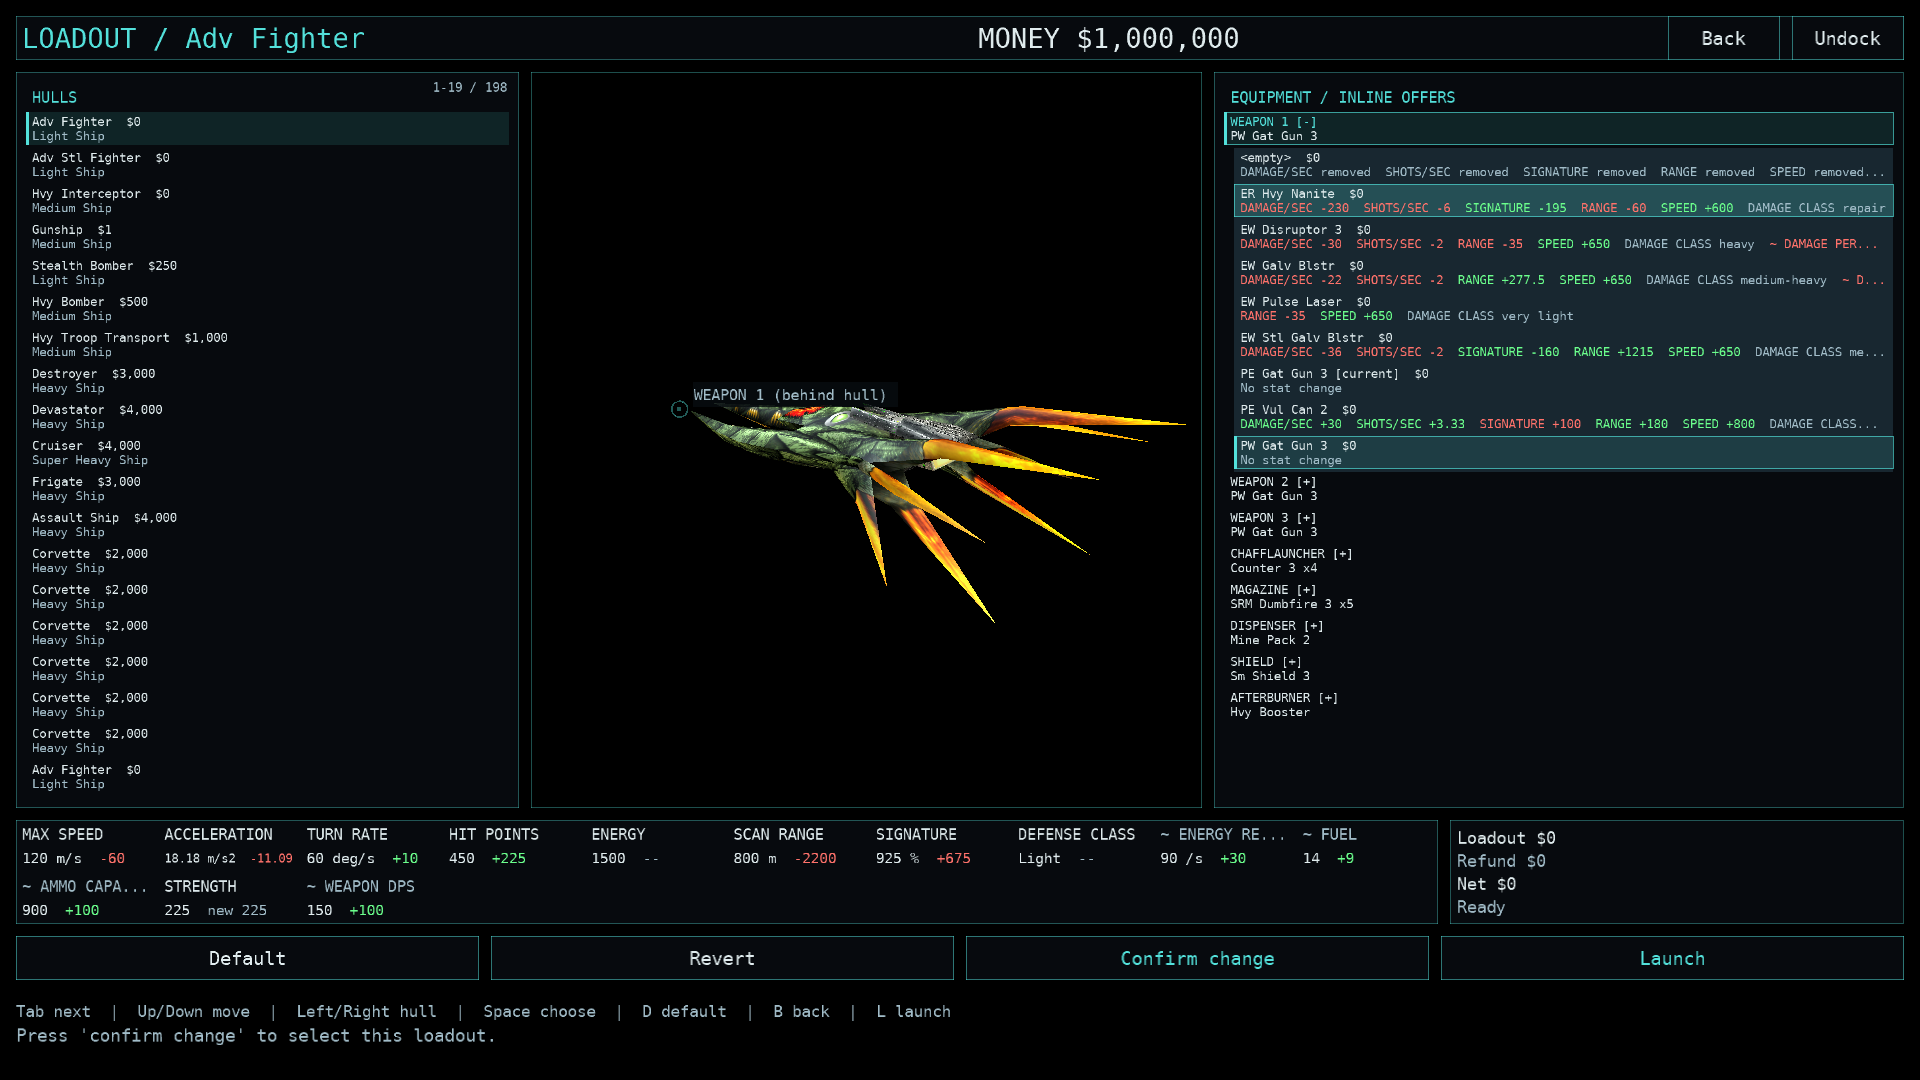 LOADOUT / Adv Fighter
MONEY $1,000,000
Back
Undock
HULLS
1-19 / 198
Adv Fighter $0
Light Ship
Adv Stl Fighter $0
Light Ship
Hvy Interceptor $0
Medium Ship
Gunship $1
Medium Ship
Stealth Bomber $250
Light Ship
Hvy Bomber $500
Medium Ship
Hvy Troop Transport $1,000
Medium Ship
Destroyer $3,000
Heavy Ship
Devastator $4,000
Heavy Ship
Cruiser $4,000
Super Heavy Ship
Frigate $3,000
Heavy Ship
Assault Ship $4,000
Heavy Ship
Corvette $2,000
Heavy Ship
Corvette $2,000
Heavy Ship
Corvette $2,000
Heavy Ship
Corvette $2,000
Heavy Ship
Corvette $2,000
Heavy Ship
Corvette $2,000
Heavy Ship
Adv Fighter $0
Light Ship
WEAPON 1 (behind hull)
EQUIPMENT / INLINE OFFERS
WEAPON 1 [-]
PW Gat Gun 3
<empty> $0
DAMAGE/SEC removed SHOTS/SEC removed SIGNATURE removed RANGE removed SPEED removed...
ER Hvy Nanite $0
DAMAGE/SEC -230 SHOTS/SEC -6 SIGNATURE -195 RANGE -60 SPEED +600 DAMAGE CLASS repair
EW Disruptor 3 $0
DAMAGE/SEC -30 SHOTS/SEC -2 RANGE -35 SPEED +650 DAMAGE CLASS heavy ~ DAMAGE PER...
EW Galv Blstr $0
DAMAGE/SEC -22 SHOTS/SEC -2 RANGE +277.5 SPEED +650 DAMAGE CLASS medium-heavy ~ D...
EW Pulse Laser $0
RANGE -35 SPEED +650 DAMAGE CLASS very light
EW Stl Galv Blstr $0
DAMAGE/SEC -36 SHOTS/SEC -2 SIGNATURE -160 RANGE +1215 SPEED +650 DAMAGE CLASS me...
PE Gat Gun 3 [current] $0
No stat change
PE Vul Can 2 $0
DAMAGE/SEC +30 SHOTS/SEC +3.33 SIGNATURE +100 RANGE +180 SPEED +800 DAMAGE CLASS...
PW Gat Gun 3 $0
No stat change
WEAPON 2 [+]
PW Gat Gun 3
WEAPON 3 [+]
PW Gat Gun 3
CHAFFLAUNCHER [+]
Counter 3 x4
MAGAZINE [+]
SRM Dumbfire 3 x5
DISPENSER [+]
Mine Pack 2
SHIELD [+]
Sm Shield 3
AFTERBURNER [+]
Hvy Booster
MAX SPEED ACCELERATION TURN RATE HIT POINTS ENERGY SCAN RANGE SIGNATURE DEFENSE CLASS ~ ENERGY RE... ~ FUEL
120 m/s -60 18.18 m/s2 -11.09 60 deg/s +10 450 +225 1500 -- 800 m -2200 925 % +675 Light -- 90 /s +30 14 +9
~ AMMO CAPA... STRENGTH ~ WEAPON DPS
900 +100 225 new 225 150 +100
Loadout $0
Refund $0
Net $0
Ready
Default
Revert
Confirm change
Launch
Tab next | Up/Down move | Left/Right hull | Space choose | D default | B back | L launch
Press 'confirm change' to select this loadout.